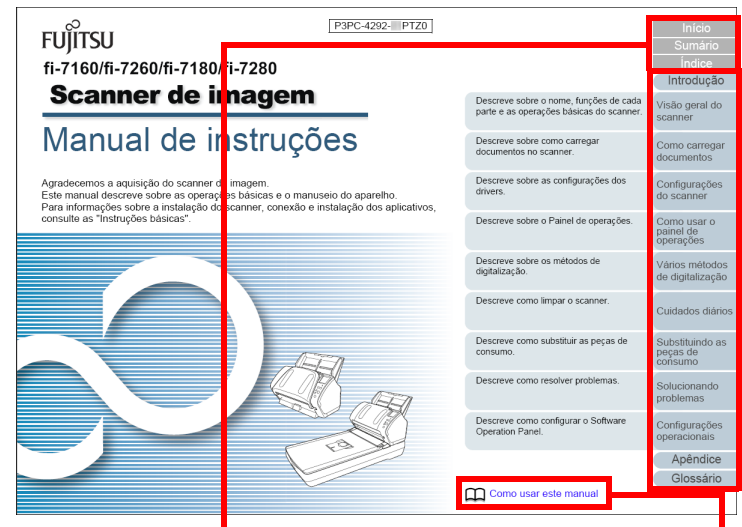 P3PC-4292- PTZ0
FUJITSU
fi-7160/fi-7260/fi-7180/fi-7280
Scanner de imagem
Manual de instruções
Agradecemos a aquisição do scanner de imagem.
Este manual descreve sobre as operações básicas e o manuseio do aparelho.
Para informações sobre a instalação do scanner, conexão e instalação dos aplicativos,
consulte as "Instruções básicas".
Início
Sumário
Índice
Introdução
Descreve sobre o nome, funções de cada
parte e as operações básicas do scanner.
Visão geral do
scanner
Descreve sobre como carregar
documentos no scanner.
Como carregar
documentos
Descreve sobre as configurações dos
drivers.
Configurações
do scanner
Descreve sobre o Painel de operações.
Como usar o
painel de
operações
Descreve sobre os métodos de
digitalização.
Vários métodos
de digitalização
Descreve como limpar o scanner.
Cuidados diários
Descreve como substituir as peças de
consumo.
Substituindo as
peças de
consumo
Descreve como resolver problemas.
Solucionando
problemas
Descreve como configurar o Software
Operation Panel.
Configurações
operacionais
Apêndice
Glossário
Como usar este manual